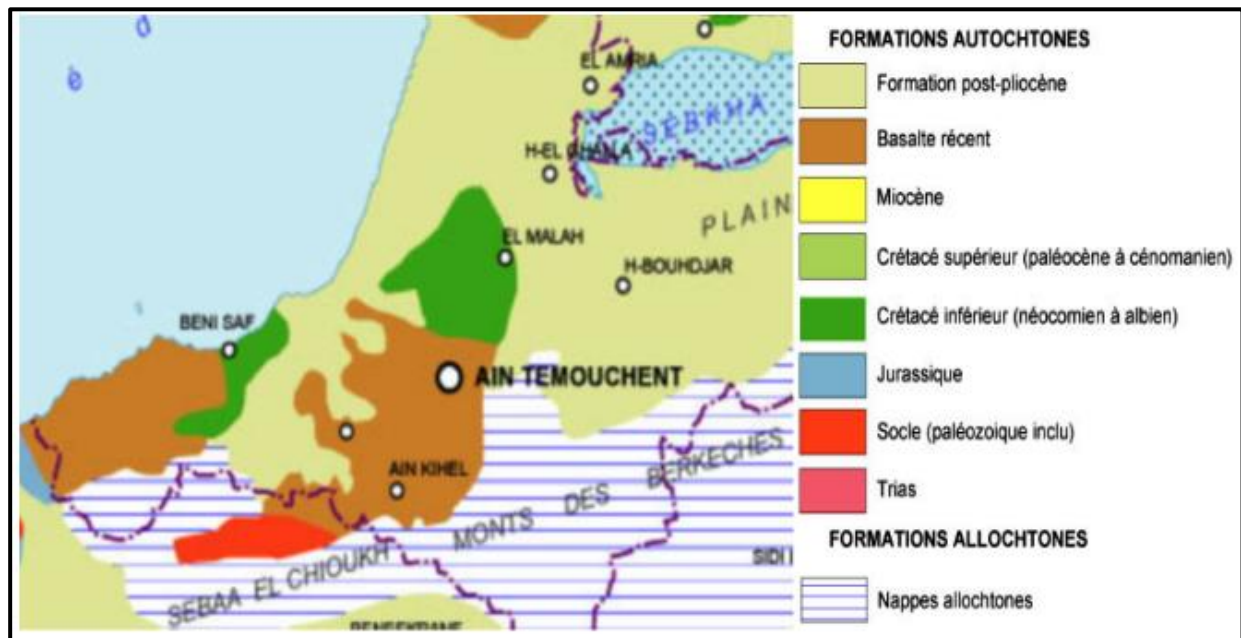 EL AMRIA
SEBKHA
H-EL GHALLA
PLAIN
EL MALAH
H-BOUHDJAR
BENI SAF
AIN TEMOUCHENT
AIN KIHEL
MONTS DES BERKECHES
SEBAA EL CHIOUKH
SIDI
FORMATIONS AUTOCHTONES
Formation post-pliocène
Basalte récent
Miocène
Crétacé supérieur (paléocène à cénomanien)
Crétacé inférieur (néocomien à albien)
Jurassique
Socle (paléozoique inclu)
Trias
FORMATIONS ALLOCHTONES
Nappes allochtones